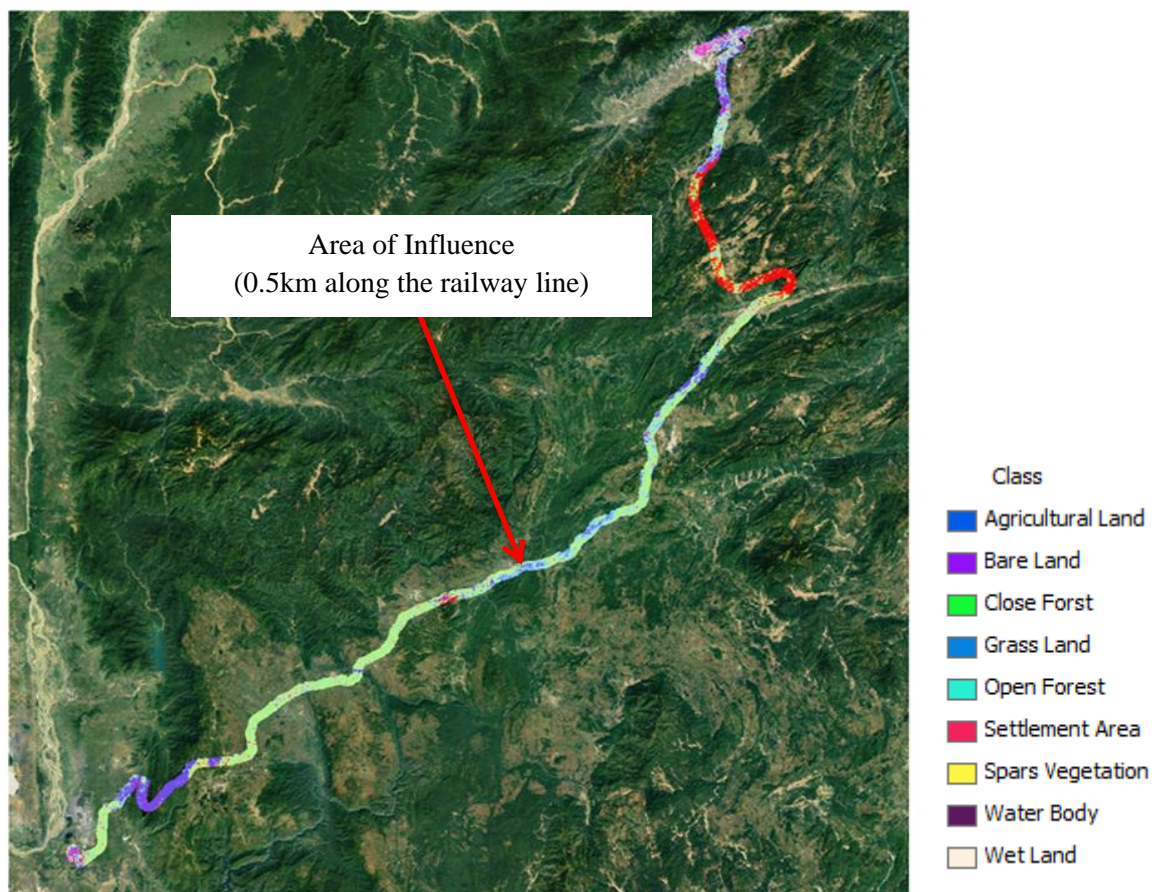 Area of Influence
(0.5km along the railway line)
Class
Agricultural Land
Bare Land
Close Forst
Grass Land
Open Forest
Settlement Area
Spars Vegetation
Water Body
Wet Land